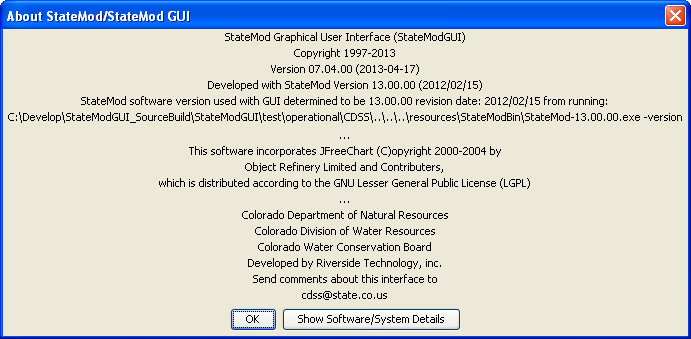 About StateMod/StateMod GUI
StateMod Graphical User Interface (StateModGUI)
Copyright 1997-2013
Version 07.04.00 (2013-04-17)
Developed with StateMod Version 13.00.00 (2012/02/15)
StateMod software version used with GUI determined to be 13.00.00 revision date: 2012/02/15 from running:
C:\Develop\StateModGUI_SourceBuild\StateModGUI\test\operational\CDSS\..\..\..\resources\StateModBin\StateMod-13.00.00.exe -version
...
This software incorporates JFreeChart (C)opyright 2000-2004 by
Object Refinery Limited and Contributers,
which is distributed according to the GNU Lesser General Public License (LGPL)
...
Colorado Department of Natural Resources
Colorado Division of Water Resources
Colorado Water Conservation Board
Developed by Riverside Technology, inc.
Send comments about this interface to
cdss@state.co.us
OK
Show Software/System Details